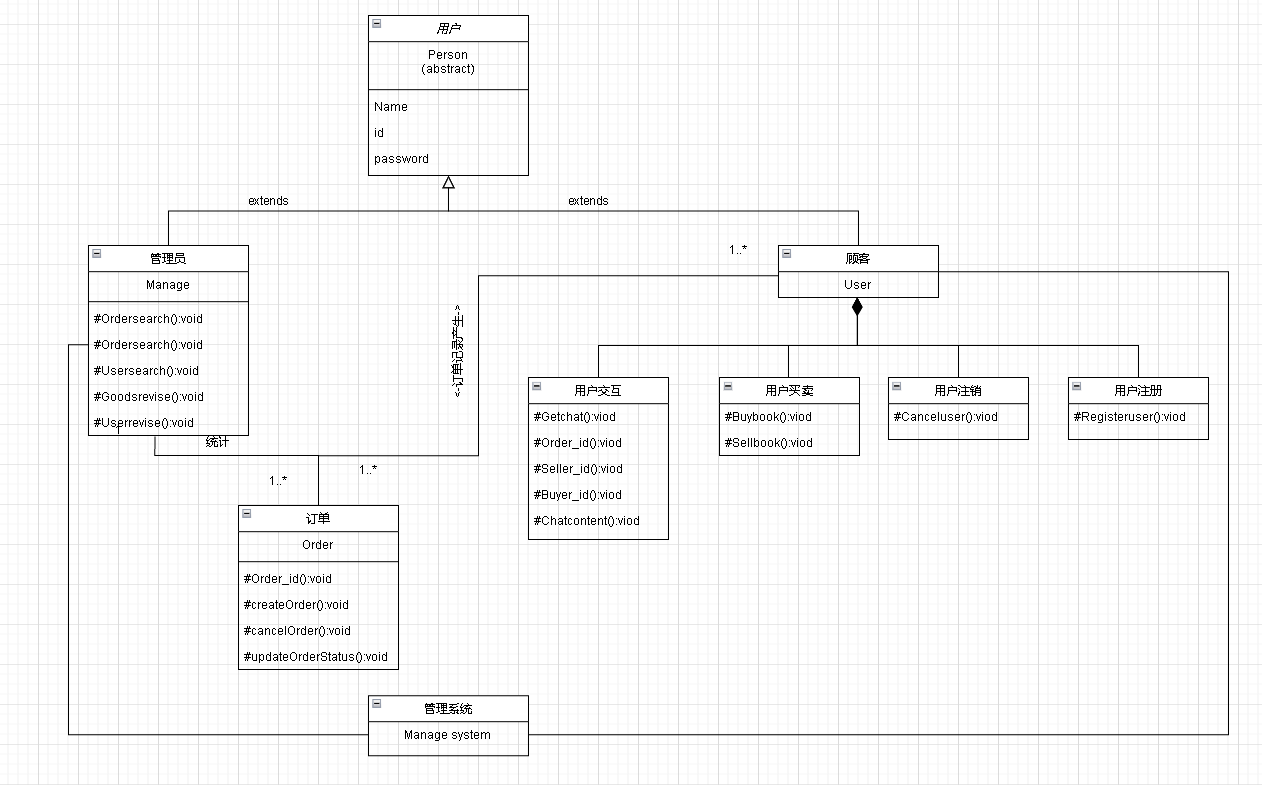 用户
Person
(abstract)
Name
id
password
extends
extends
管理员
Manage
#Ordersearch():void
#Ordersearch():void
#Usersearch():void
#Goodsrevise():void
#Userrevise():void
1..*
顾客
User
<-订单记录产生->
用户交互
#Getchat():viod
#Order_id():viod
#Seller_id():viod
#Buyer_id():viod
#Chatcontent():viod
用户买卖
#Buybook():viod
#Sellbook():viod
用户注销
#Canceluser():viod
用户注册
#Registeruser():viod
统计
1..*
1..*
订单
Order
#Order_id():void
#createOrder():void
#cancelOrder():void
#updateOrderStatus():void
管理系统
Manage system